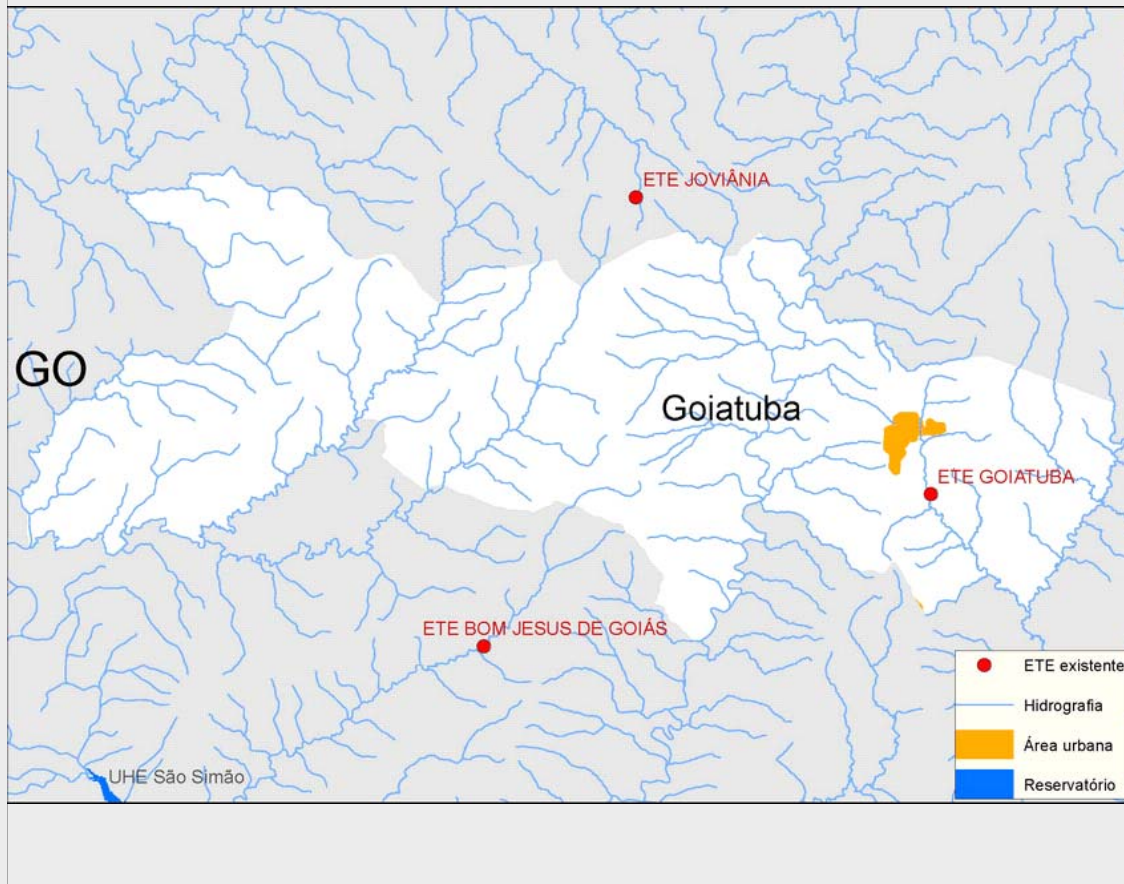 ETE JOVIÂNIA
GO
Goiatuba
ETE GOIATUBA
ETE BOM JESUS DE GOIÁS
ETE existente
Hidrografia
Área urbana
Reservatório
UHE São Simão